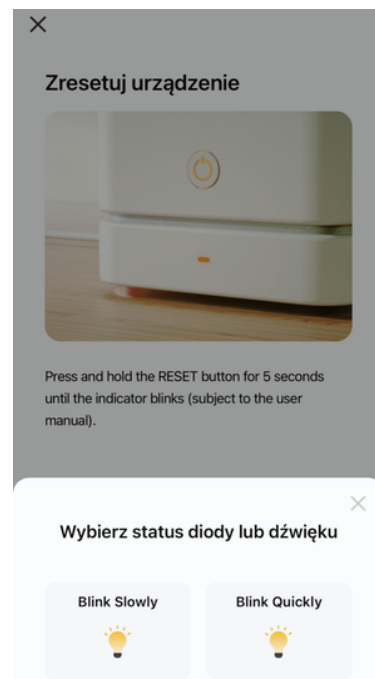 Zresetuj urządzenie
Press and hold the RESET button for 5 seconds
until the indicator blinks (subject to the user
manual).
Wybierz status diody lub dźwięku
Blink Slowly
Blink Quickly